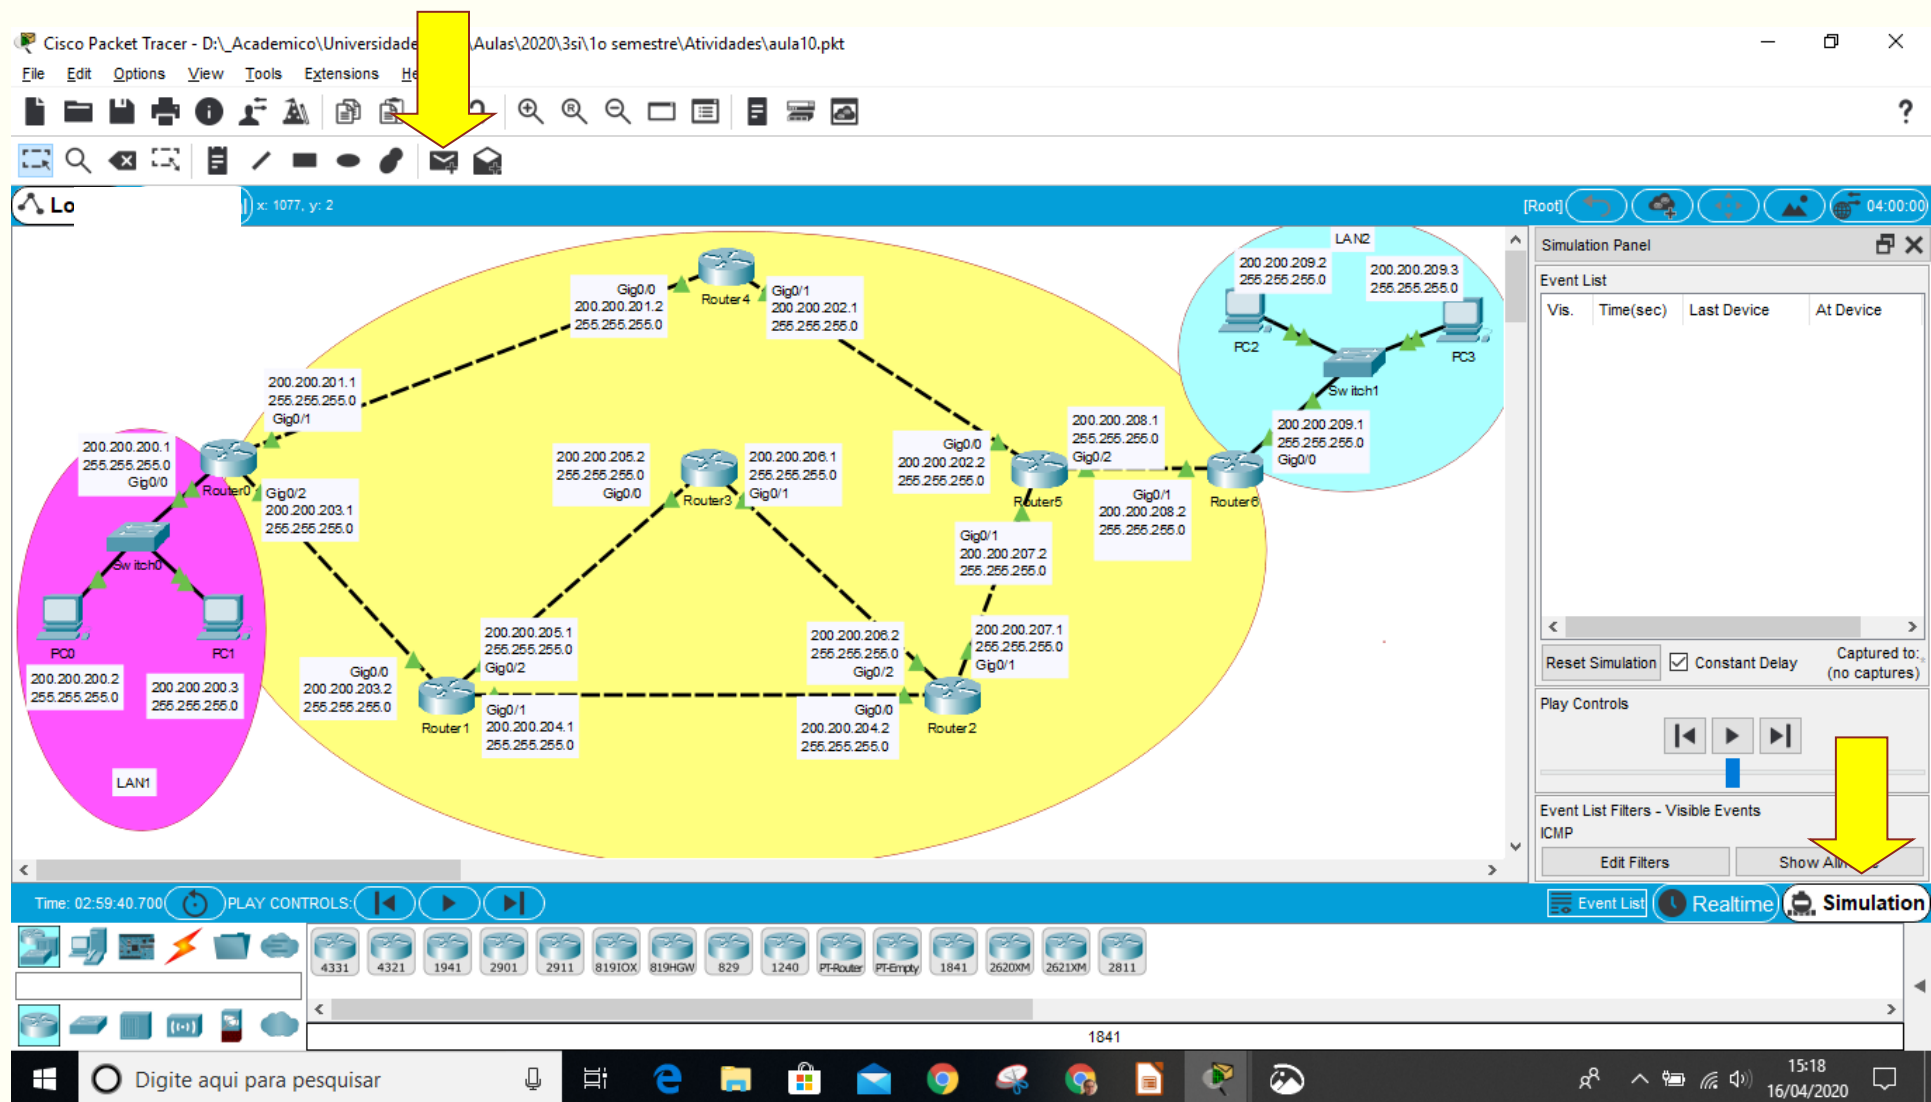 Cisco Packet Tracer - D:\_Academico\Universidade \Aulas\2020\3si\1o semestre\Atividades\aula10.pkt
File Edit Options View Tools Extensions
Lo
x: 1077, y: 2
[Root]
04:00:00
Simulation Panel
Event List
Vis. Time(sec) Last Device At Device
LAN2
200.200.209.2
255.255.255.0
200.200.209.3
255.255.255.0
PC2
PC3
Switch1
Gig0/0
200.200.201.2
255.255.255.0
Router4
Gig0/1
200.200.202.1
255.255.255.0
200.200.201.1
255.255.255.0
Gig0/1
200.200.200.1
255.255.255.0
Gig0/0
Router0
Gig0/2
200.200.203.1
255.255.255.0
200.200.205.2
255.255.255.0
Gig0/0
Router3
200.200.206.1
255.255.255.0
Gig0/1
Gig0/0
200.200.202.2
255.255.255.0
Router5
200.200.208.1
255.255.255.0
Gig0/2
Gig0/1
200.200.208.2
255.255.255.0
Router6
200.200.209.1
255.255.255.0
Gig0/0
Gig0/1
200.200.207.2
255.255.255.0
Switch0
PC0
PC1
200.200.200.2
255.255.255.0
200.200.200.3
255.255.255.0
LAN1
Gig0/0
200.200.203.2
255.255.255.0
200.200.205.1
255.255.255.0
Gig0/2
Router1
Gig0/1
200.200.204.1
255.255.255.0
200.200.206.2
255.255.255.0
Gig0/2
200.200.207.1
255.255.255.0
Gig0/1
Gig0/0
200.200.204.2
255.255.255.0
Router2
Reset Simulation Constant Delay
Captured to:
(no captures)
Play Controls
Event List Filters - Visible Events
ICMP
Edit Filters Show
Time: 02:59:40.700 PLAY CONTROLS:
Event List Realtime Simulation
4331 4321 1941 2901 2911 819IOX 819HGW 829 1240 PT-Router PT-Empty 1841 2620XM 2621XM 2811
1841
Digite aqui para pesquisar
15:18
16/04/2020